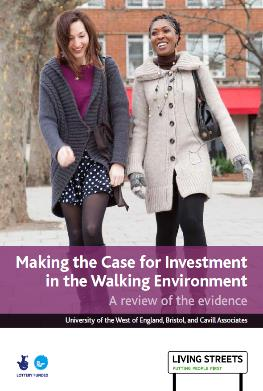 Making the Case for Investment
in the Walking Environment
A review of the evidence
University of the West of England, Bristol, and Cavill Associates
LOTTERY FUNDED
LIVING STREETS
PUTTING PEOPLE FIRST